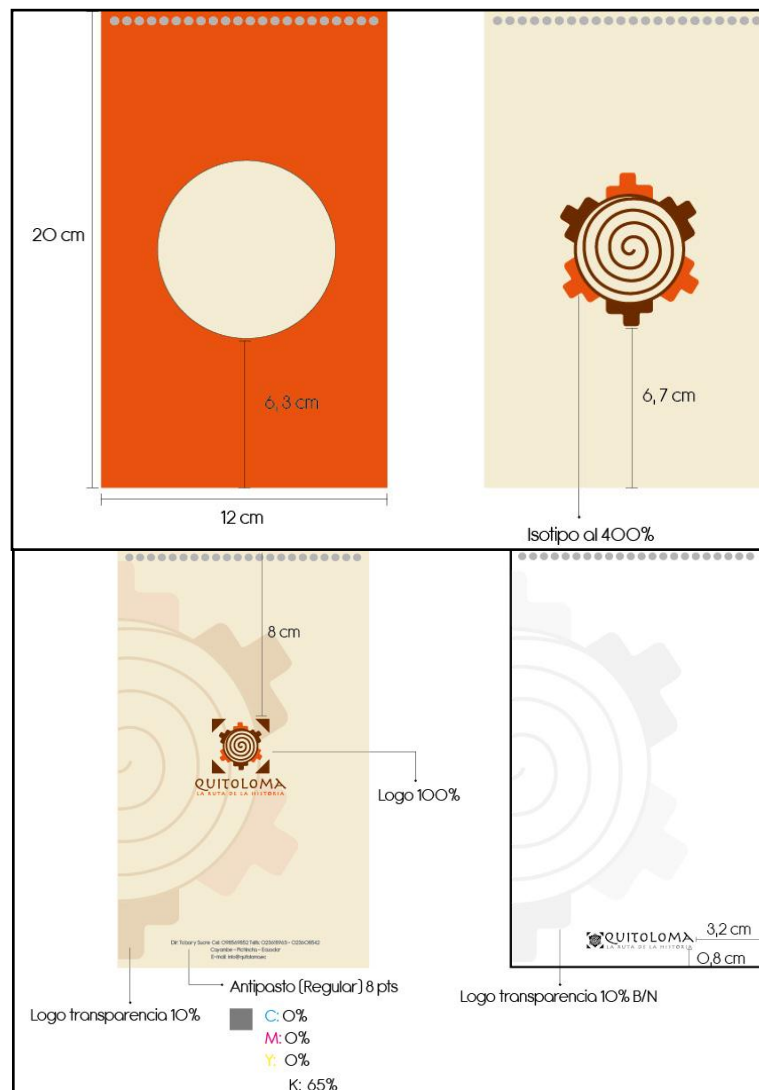 20 cm
6, 3 cm
12 cm
6, 7 cm
Isotipo al 400%
8 cm
QUITOLOMA
LA RUTA DE LA HISTORIA
Logo 100%
Cayambe - Pichincha - Ecuador
QUITOLOMA
LA RUTA DE LA HISTORIA
3,2 cm
0,8 cm
Antipasto (Regular) 8 pts
Logo transparencia 10%
Logo transparencia 10% B/N
C: 0%
M: 0%
Y: 0%
K: 65%